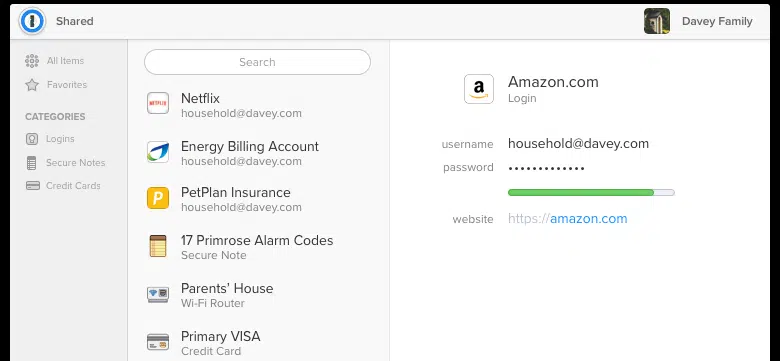 Shared
Davey Family
All Items
Favorites
CATEGORIES
Logins
Secure Notes
Credit Cards
Search
NETFLIX
Netflix
household@davey.com
Energy Billing Account
household@davey.com
P
PetPlan Insurance
household@davey.com
17 Primrose Alarm Codes
Secure Note
Parents' House
Wi-Fi Router
Primary VISA
Credit Card
a
Amazon.com
Login
username household@davey.com
password •••••••••••••
website https://amazon.com